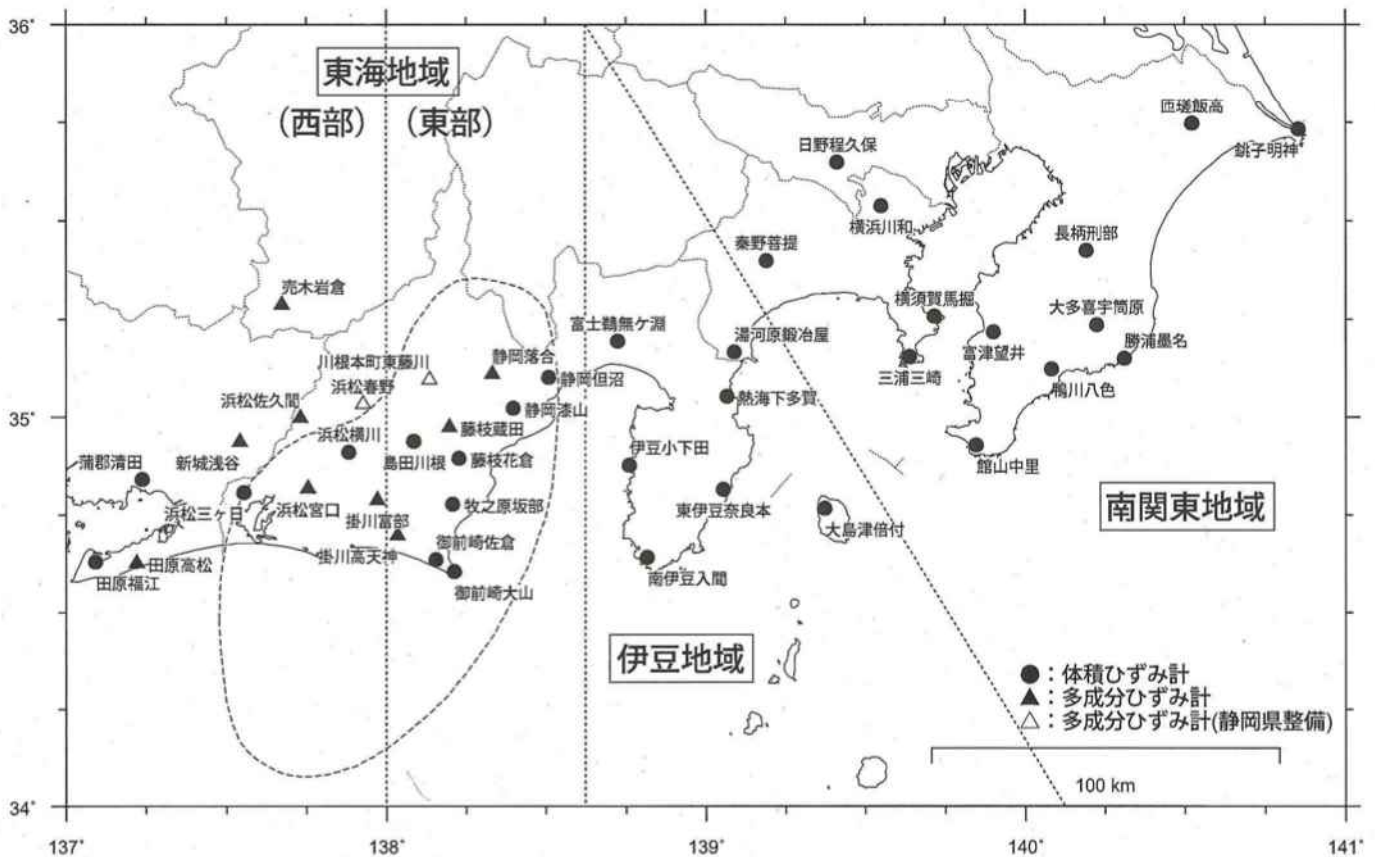 36°
東海地域
(西部)
(東部)
匝瑳飯高
銚子明神
日野程久保
横浜川和
秦野菩提
長柄刑部
売木岩倉
横須賀馬掘
大多喜宇筒原
富士鵜無ケ淵
湯河原鍛冶屋
富津望井
勝浦墨名
川根本町東藤川
静岡落合
三浦三崎
浜松春野
静岡但沼
鴨川八色
35°
浜松佐久間
静岡漆山
熱海下多賀
浜松横川
藤枝蔵田
館山中里
蒲郡清田
新城浅谷
島田川根
藤枝花倉
伊豆小下田
南関東地域
浜松三ケ日
浜松宮口
掛川富部
牧之原坂部
東伊豆奈良本
大島津倍付
掛川高天神
御前崎佐倉
田原福江
田原高松
御前崎大山
南伊豆入間
伊豆地域
●:体積ひずみ計
▲:多成分ひずみ計
△:多成分ひずみ計(静岡県整備)
100 km
34°
137°
138°
139°
140°
141°